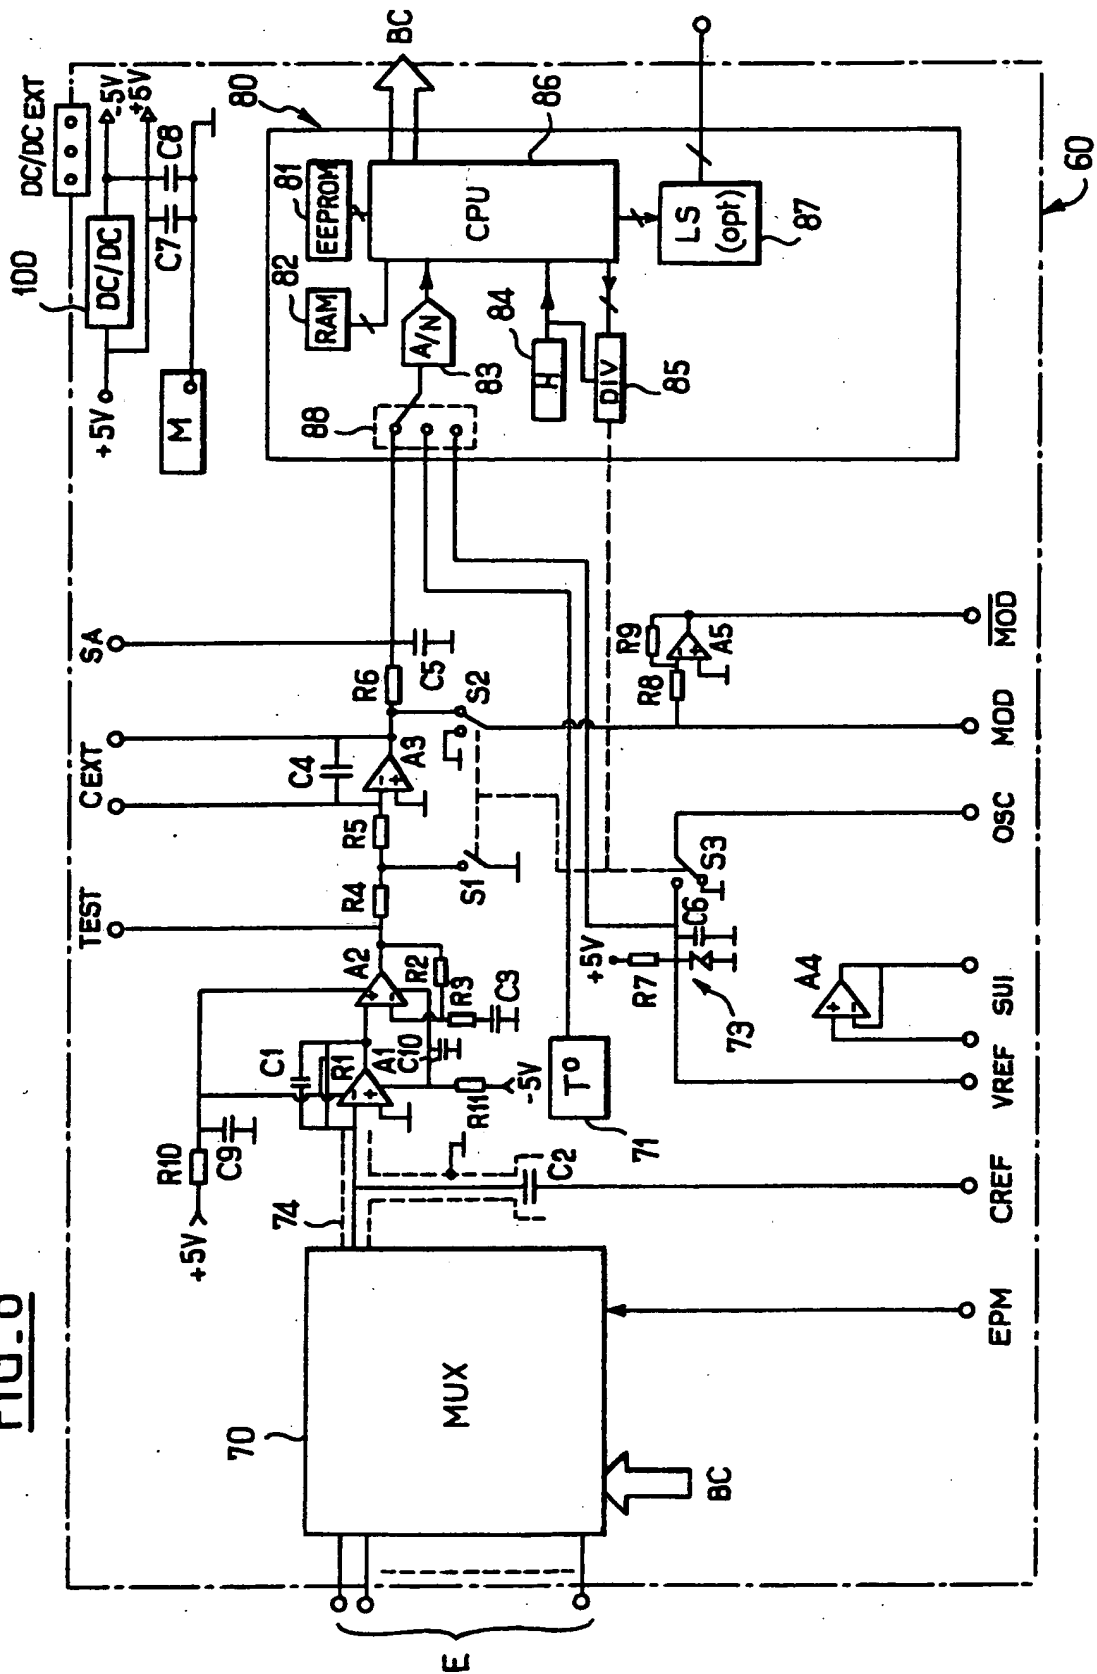 FIG
DC/DC EXT
100
DC/DC
+5V
-5V
+5V
C7
C8
M
TEST
C EXT
SA
80
BC
+5V
R10
C9
C1
R1
A1
C10
R11
-5V
A2
R2
R3
C3
R4
R5
C4
A3
R6
C5
S1
S2
88
82
RAM
81
EEPROM
A/N
83
CPU
86
84
H
DIV
85
LS
(opt)
87
70
MUX
74
C2
71
T°
+5V
R7
73
C6
S3
A4
R8
R9
A5
E
BC
EPM
CREF
VREF
SUI
OSC
MOD
M̅O̅D̅
60